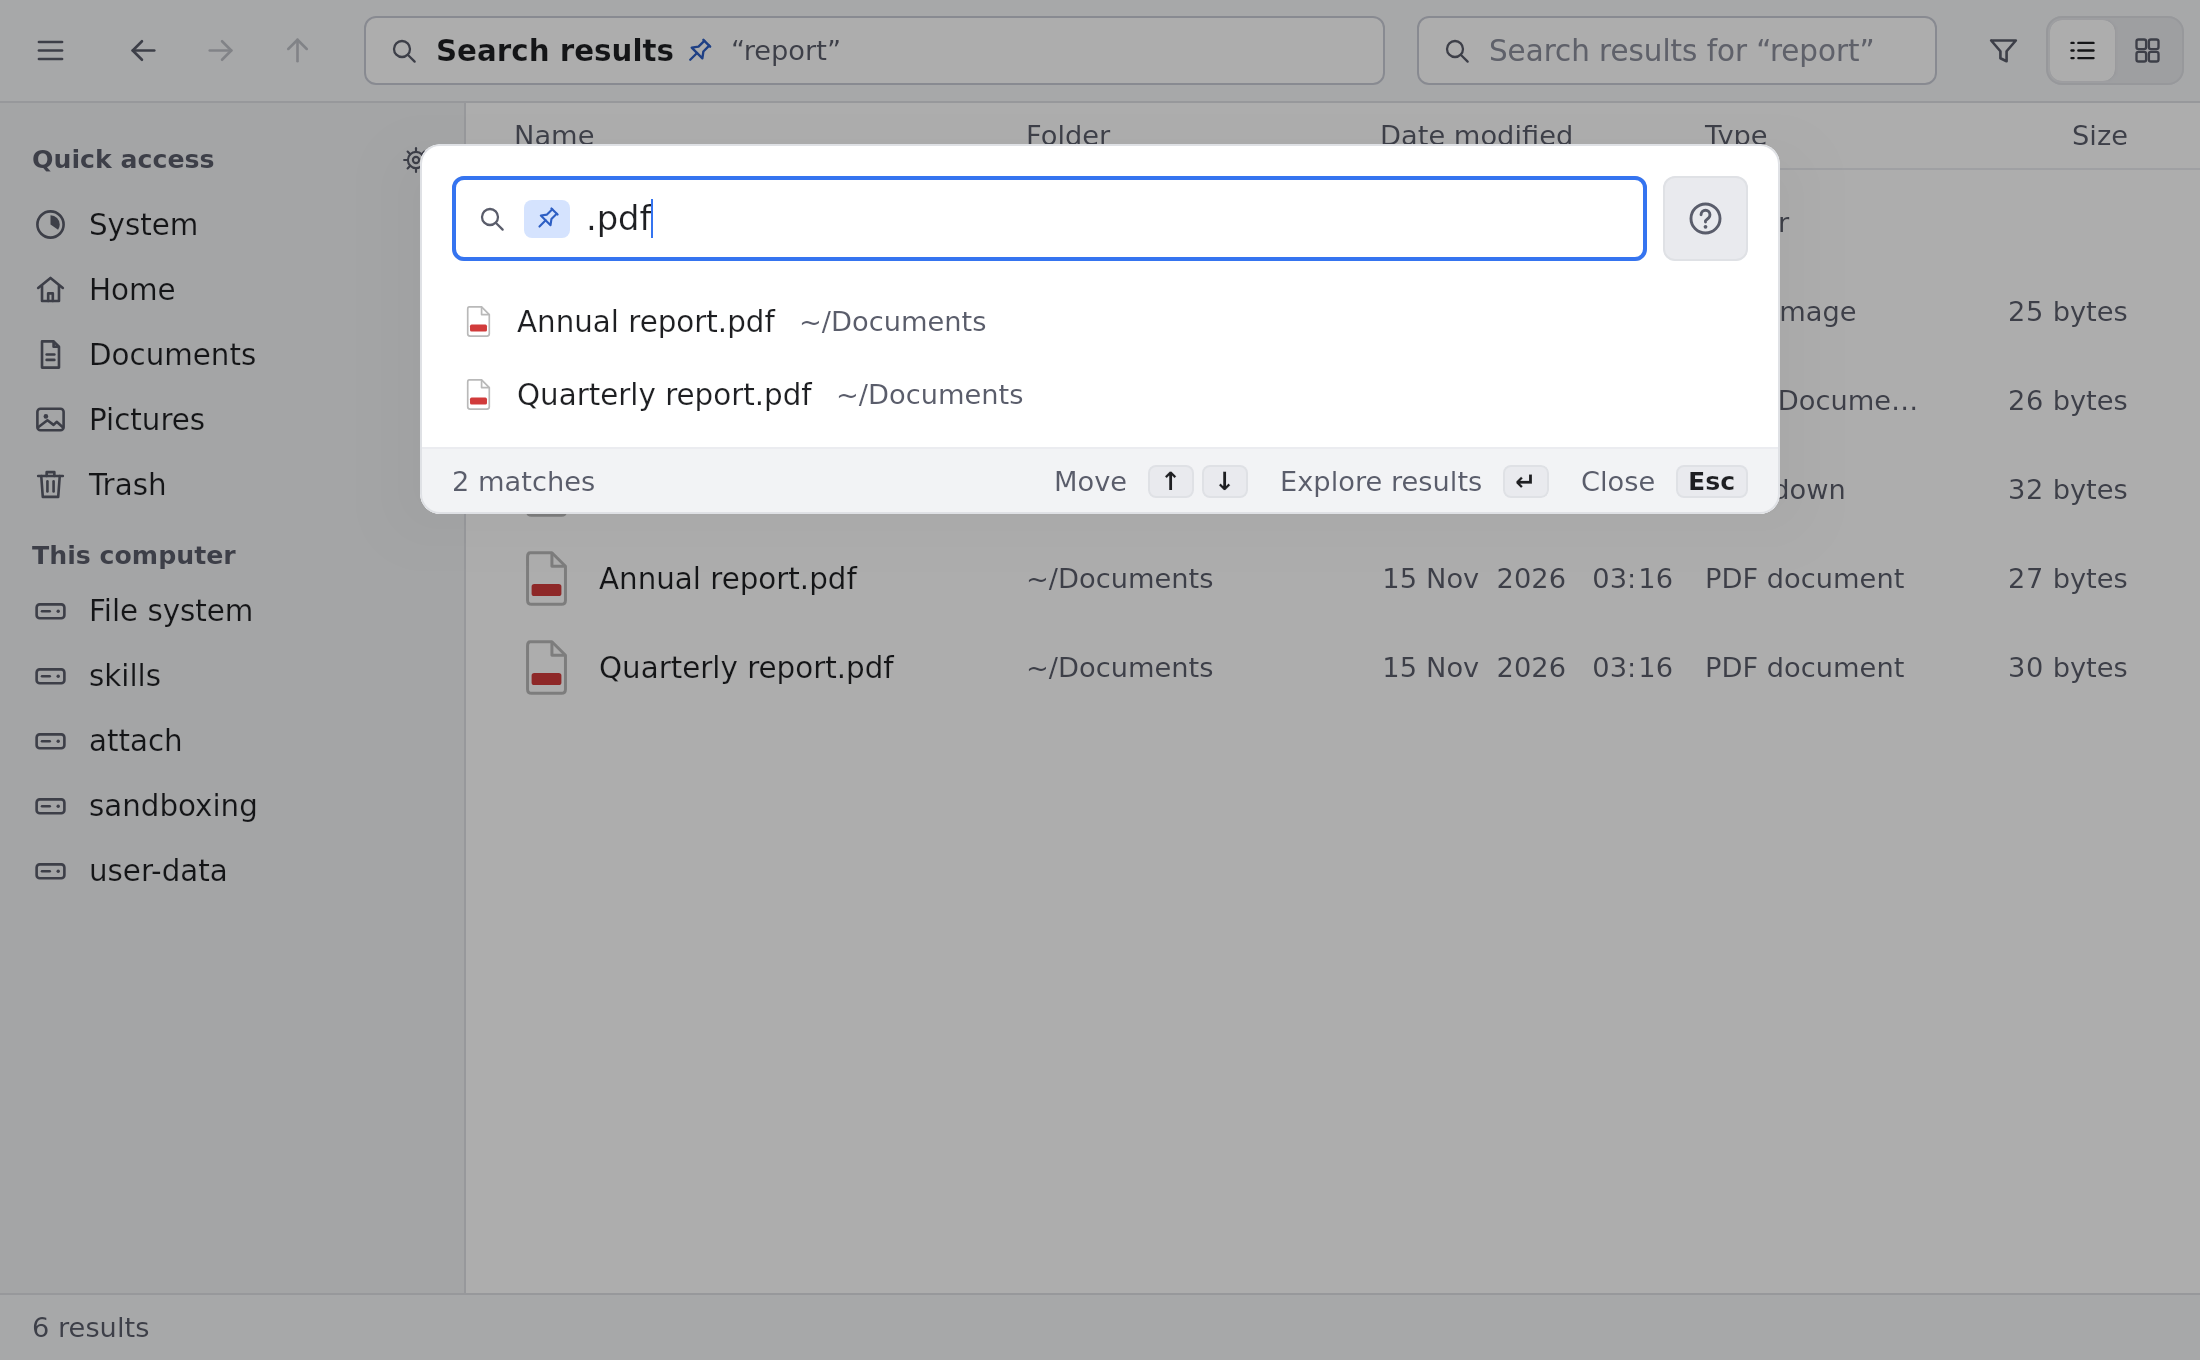 Search results “report”
Search results for “report”
Quick access
System
Home
Documents
Pictures
Trash
This computer
File system
skills
attach
sandboxing
user-data
Name Folder Date modified Type Size
.pdf
Annual report.pdf ~/Documents
Quarterly report.pdf ~/Documents
2 matches Move ↑ ↓ Explore results ↵ Close Esc
25 bytes
26 bytes
32 bytes
Annual report.pdf ~/Documents 15 Nov 2026 03:16 PDF document 27 bytes
Quarterly report.pdf ~/Documents 15 Nov 2026 03:16 PDF document 30 bytes
6 results